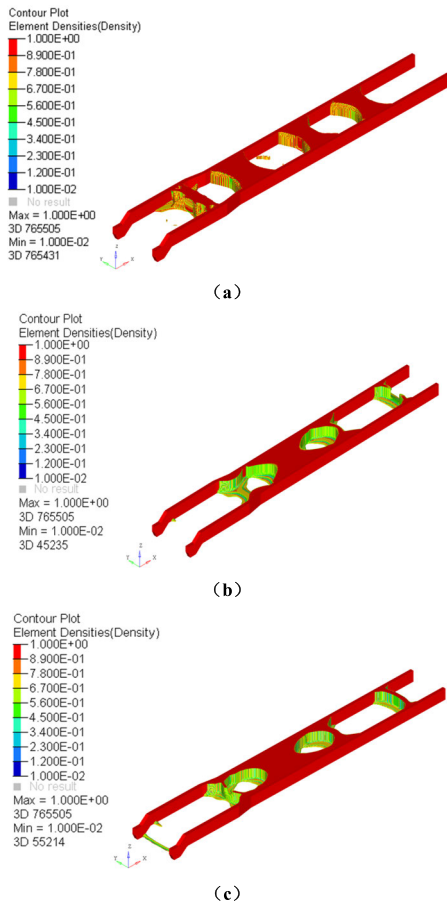 Contour Plot
Element Densities(Density)
1.000E+00
8.900E-01
7.800E-01
6.700E-01
5.600E-01
4.500E-01
3.400E-01
2.300E-01
1.200E-01
1.000E-02
No result
Max = 1.000E+00
3D 765505
Min = 1.000E-02
3D 765431
Z
Y X
(a)
Contour Plot
Element Densities(Density)
1.000E+00
8.900E-01
7.800E-01
6.700E-01
5.600E-01
4.500E-01
3.400E-01
2.300E-01
1.200E-01
1.000E-02
No result
Max = 1.000E+00
3D 765505
Min = 1.000E-02
3D 45235
Z
Y X
(b)
Contour Plot
Element Densities(Density)
1.000E+00
8.900E-01
7.800E-01
6.700E-01
5.600E-01
4.500E-01
3.400E-01
2.300E-01
1.200E-01
1.000E-02
No result
Max = 1.000E+00
3D 765505
Min = 1.000E-02
3D 55214
Z
Y X
(c)